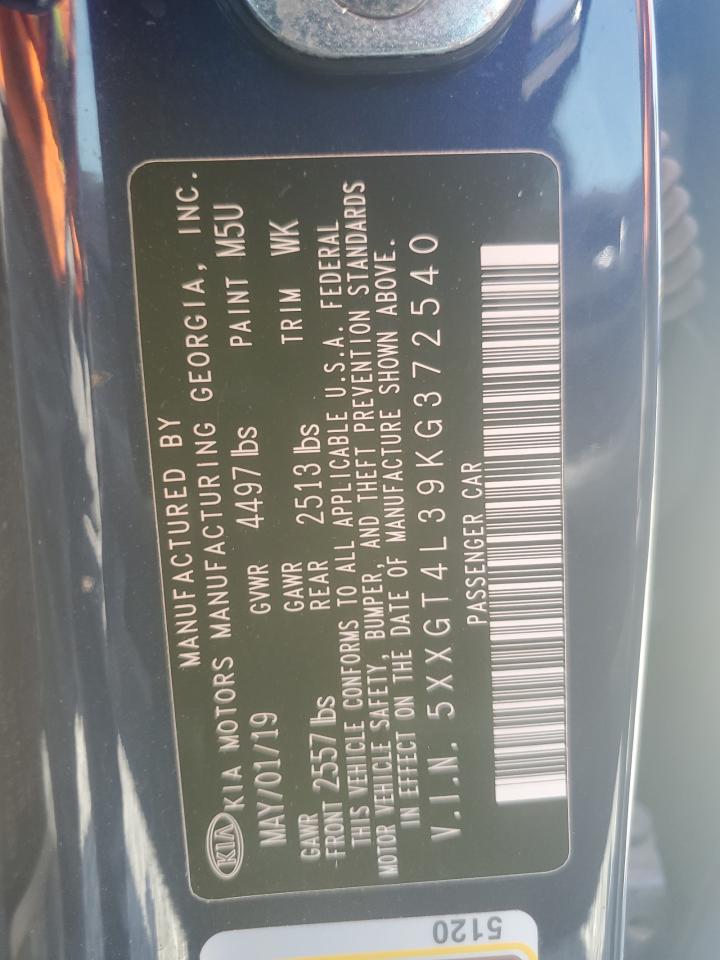 MANUFACTURED BY
KIA KIA MOTORS MANUFACTURING GEORGIA, INC.
MAY/01/19 GVWR 4497 lbs PAINT M5U
GAWR FRONT 2557 lbs GAWR REAR 2513 lbs TRIM WK
THIS VEHICLE CONFORMS TO ALL APPLICABLE U.S.A. FEDERAL
MOTOR VEHICLE SAFETY, BUMPER, AND THEFT PREVENTION STANDARDS
IN EFFECT ON THE DATE OF MANUFACTURE SHOWN ABOVE.
V.I.N. 5XXGT4L39KG372540
PASSENGER CAR
5120